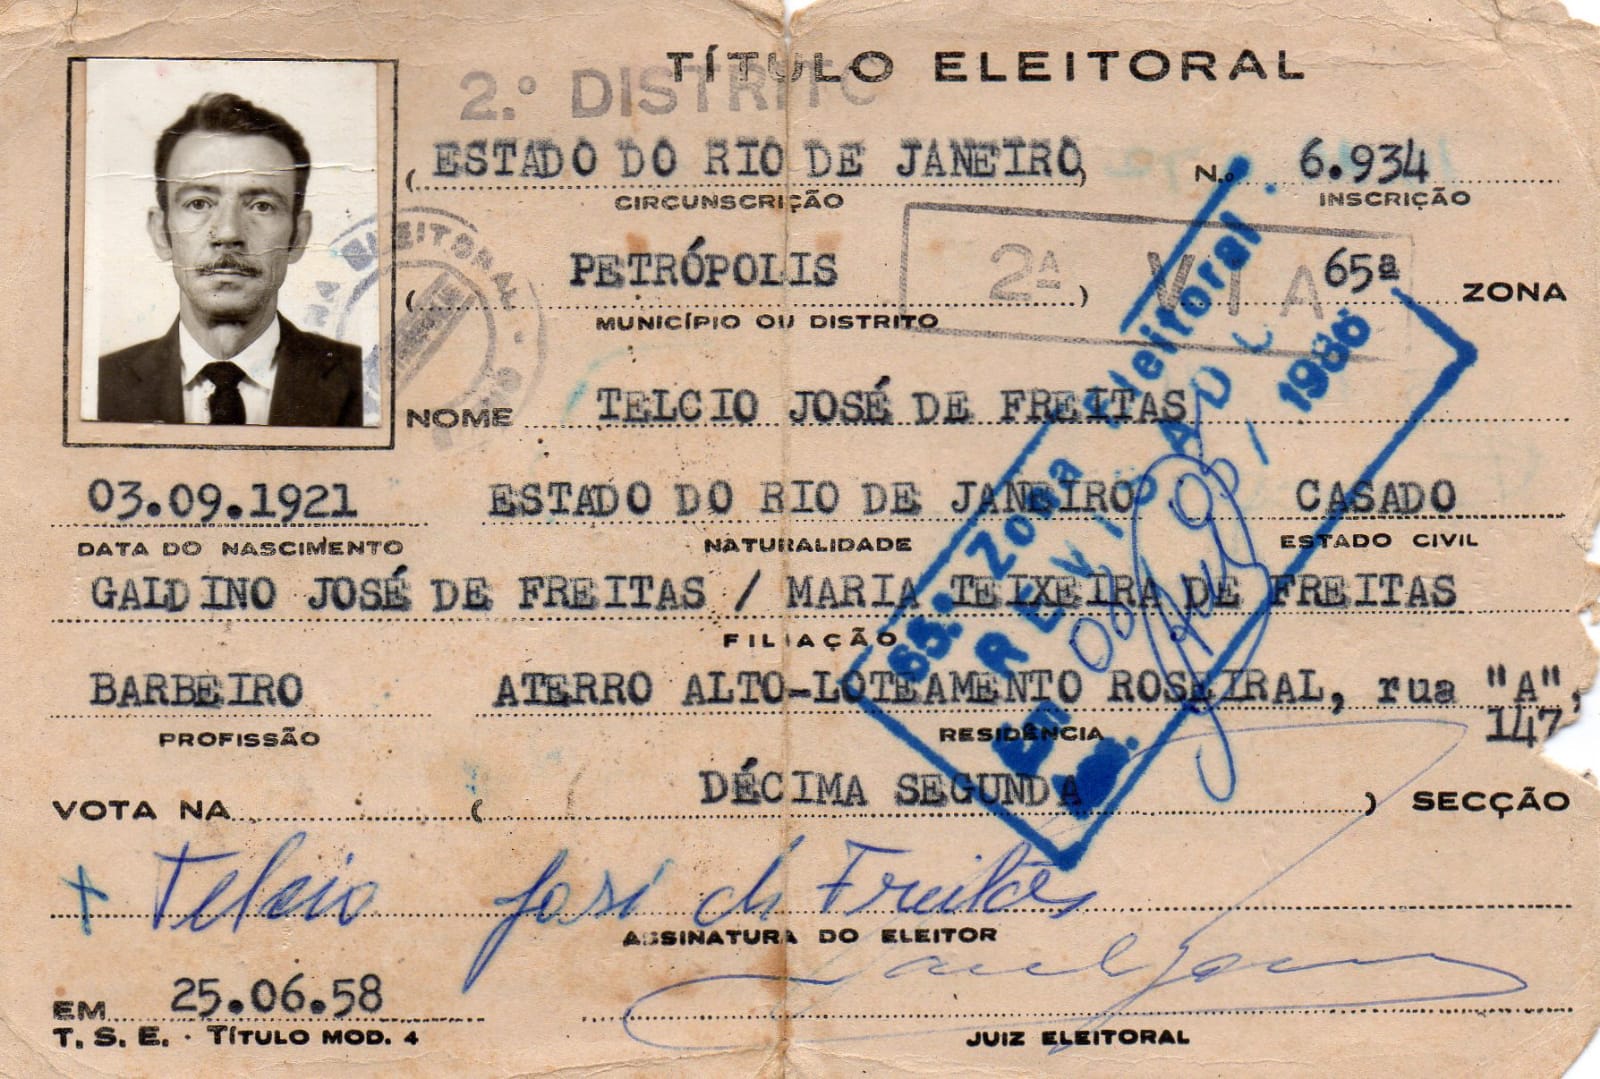 TÍTULO ELEITORAL
2.º DISTRITO
(ESTADO DO RIO DE JANEIRO) N.º 6.934
CIRCUNSCRIÇÃO INSCRIÇÃO
2ª VIA
(PETRÓPOLIS) 65ª ZONA
MUNICÍPIO OU DISTRITO
NOME TELCIO JOSÉ DE FREITAS
03.09.1921 ESTADO DO RIO DE JANEIRO CASADO
DATA DO NASCIMENTO NATURALIDADE ESTADO CIVIL
GALDINO JOSÉ DE FREITAS / MARIA TEIXEIRA DE FREITAS
FILIAÇÃO
BARBEIRO ATERRO ALTO-LOTEAMENTO ROSEIRAL, rua "A", 147
PROFISSÃO RESIDÊNCIA
VOTA NA (DÉCIMA SEGUNDA) SECÇÃO
Telcio José de Freitas
ASSINATURA DO ELEITOR
EM 25.06.58
T. S. E. · TÍTULO MOD. 4 JUIZ ELEITORAL
65.ª Zona Eleitoral
REVISADO
Em 1986
ELEITORAL